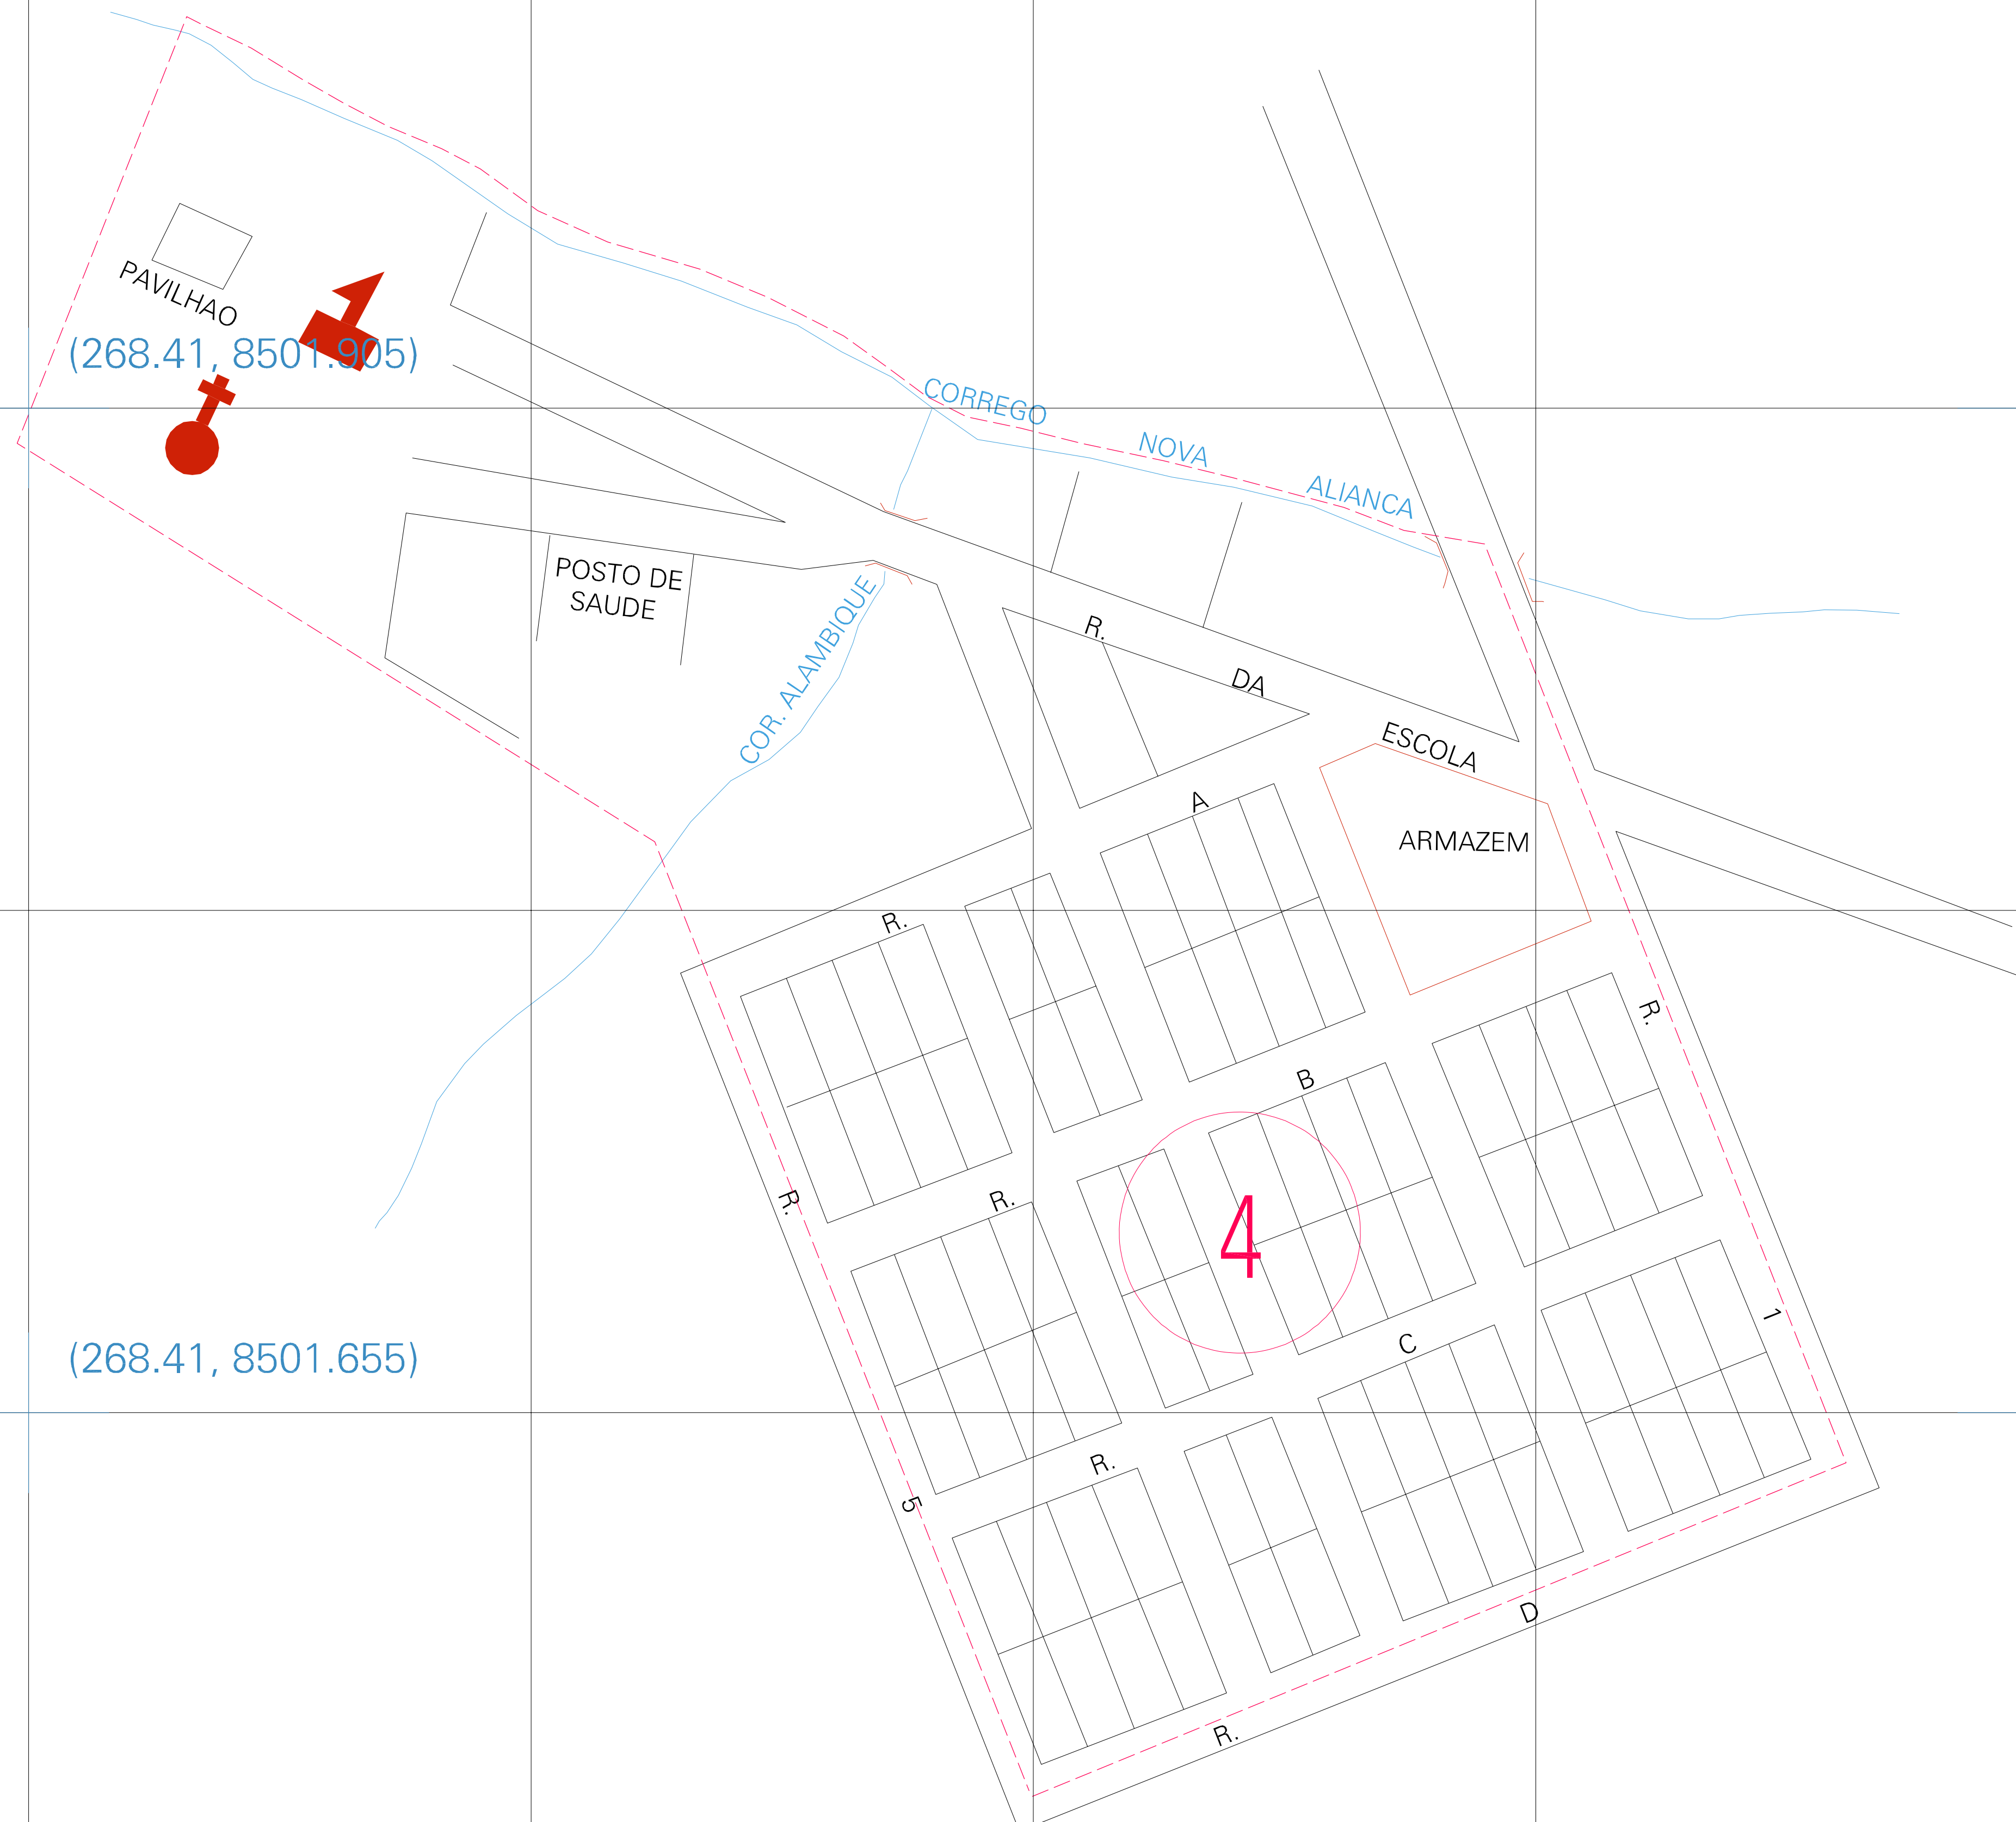 PAVILHAO
(268.41, 8501.905)
CORREGO NOVA ALIANCA
POSTO DE
SAUDE
COR. ALAMBIQUE
R. DA ESCOLA
ARMAZEM
R. A
R. B
R. C
R. D
R. 5
R. 1
4
(268.41, 8501.655)